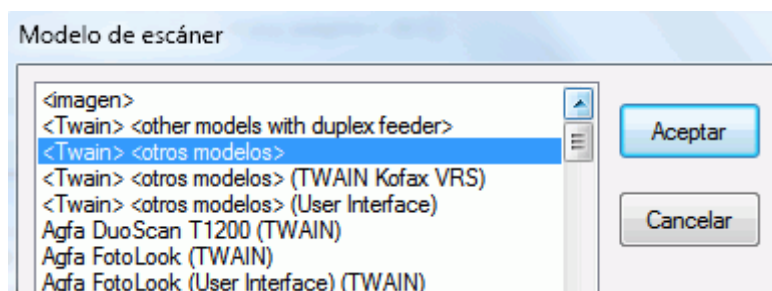 Modelo de escáner
<imagen>
<Twain> <other models with duplex feeder>
<Twain> <otros modelos>
<Twain> <otros modelos> (TWAIN Kofax VRS)
<Twain> <otros modelos> (User Interface)
Agfa DuoScan T1200 (TWAIN)
Agfa FotoLook (TWAIN)
Agfa FotoLook (User Interface) (TWAIN)
Aceptar
Cancelar